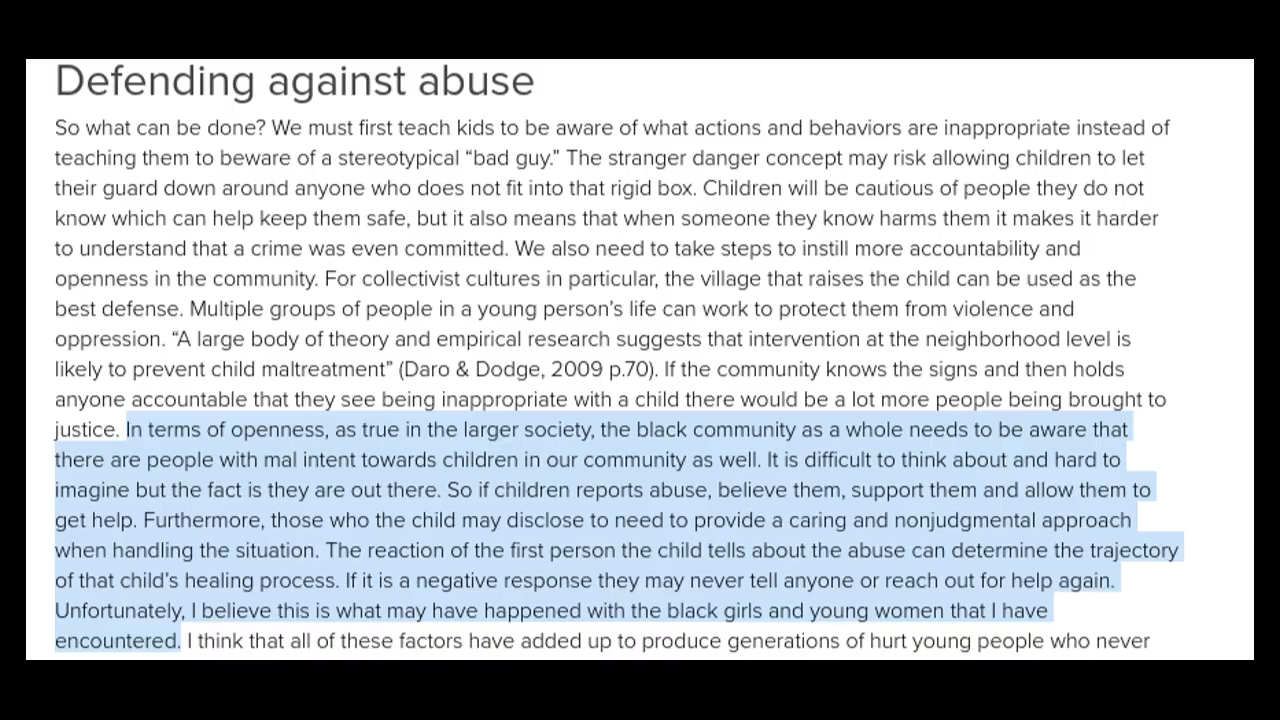 Defending against abuse
So what can be done? We must first teach kids to be aware of what actions and behaviors are inappropriate instead of
teaching them to beware of a stereotypical “bad guy.” The stranger danger concept may risk allowing children to let
their guard down around anyone who does not fit into that rigid box. Children will be cautious of people they do not
know which can help keep them safe, but it also means that when someone they know harms them it makes it harder
to understand that a crime was even committed. We also need to take steps to instill more accountability and
openness in the community. For collectivist cultures in particular, the village that raises the child can be used as the
best defense. Multiple groups of people in a young person’s life can work to protect them from violence and
oppression. “A large body of theory and empirical research suggests that intervention at the neighborhood level is
likely to prevent child maltreatment” (Daro & Dodge, 2009 p.70). If the community knows the signs and then holds
anyone accountable that they see being inappropriate with a child there would be a lot more people being brought to
justice. In terms of openness, as true in the larger society, the black community as a whole needs to be aware that
there are people with mal intent towards children in our community as well. It is difficult to think about and hard to
imagine but the fact is they are out there. So if children reports abuse, believe them, support them and allow them to
get help. Furthermore, those who the child may disclose to need to provide a caring and nonjudgmental approach
when handling the situation. The reaction of the first person the child tells about the abuse can determine the trajectory
of that child’s healing process. If it is a negative response they may never tell anyone or reach out for help again.
Unfortunately, I believe this is what may have happened with the black girls and young women that I have
encountered. I think that all of these factors have added up to produce generations of hurt young people who never